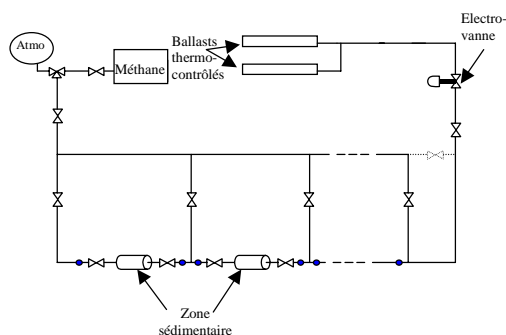 Atmo
Méthane
Ballasts
thermo-
contrôlés
Electro-
vanne
Zone
sédimentaire